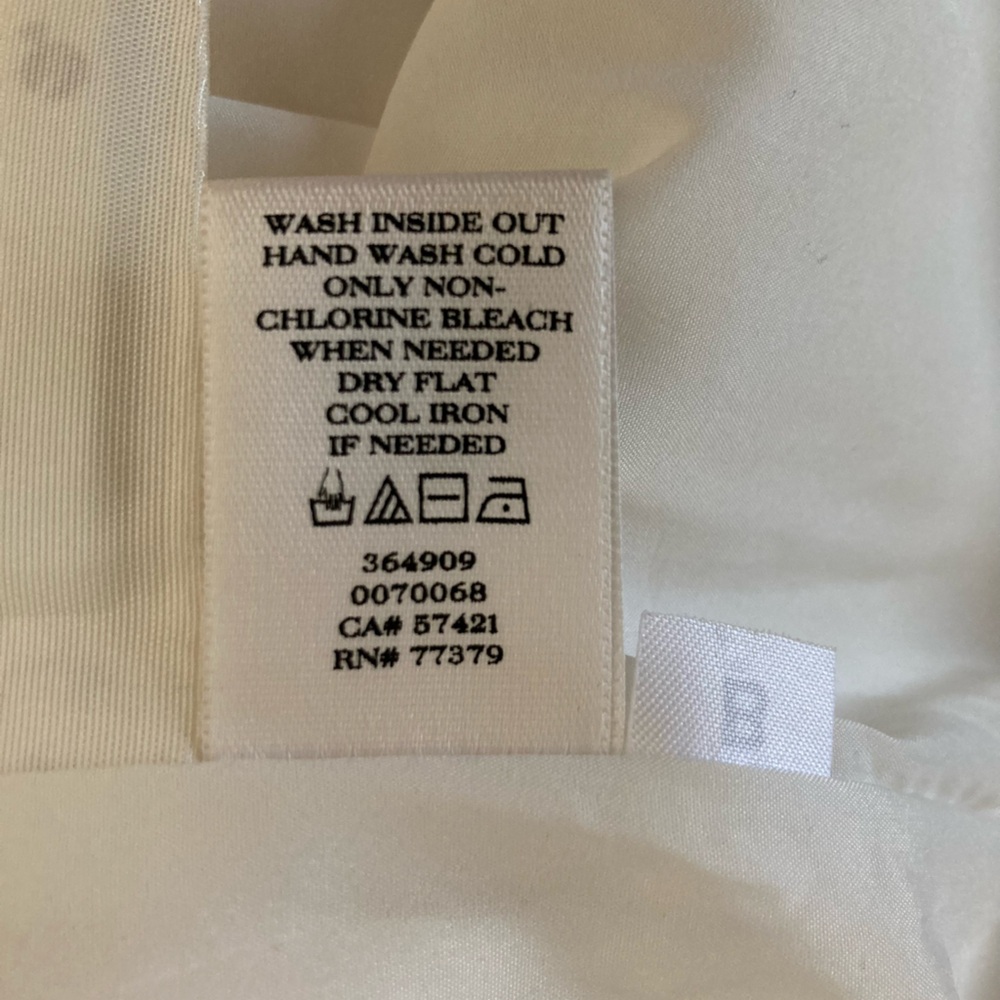 WASH INSIDE OUT
HAND WASH COLD
ONLY NON-
CHLORINE BLEACH
WHEN NEEDED
DRY FLAT
COOL IRON
IF NEEDED
364909
0070068
CA# 57421
RN# 77379